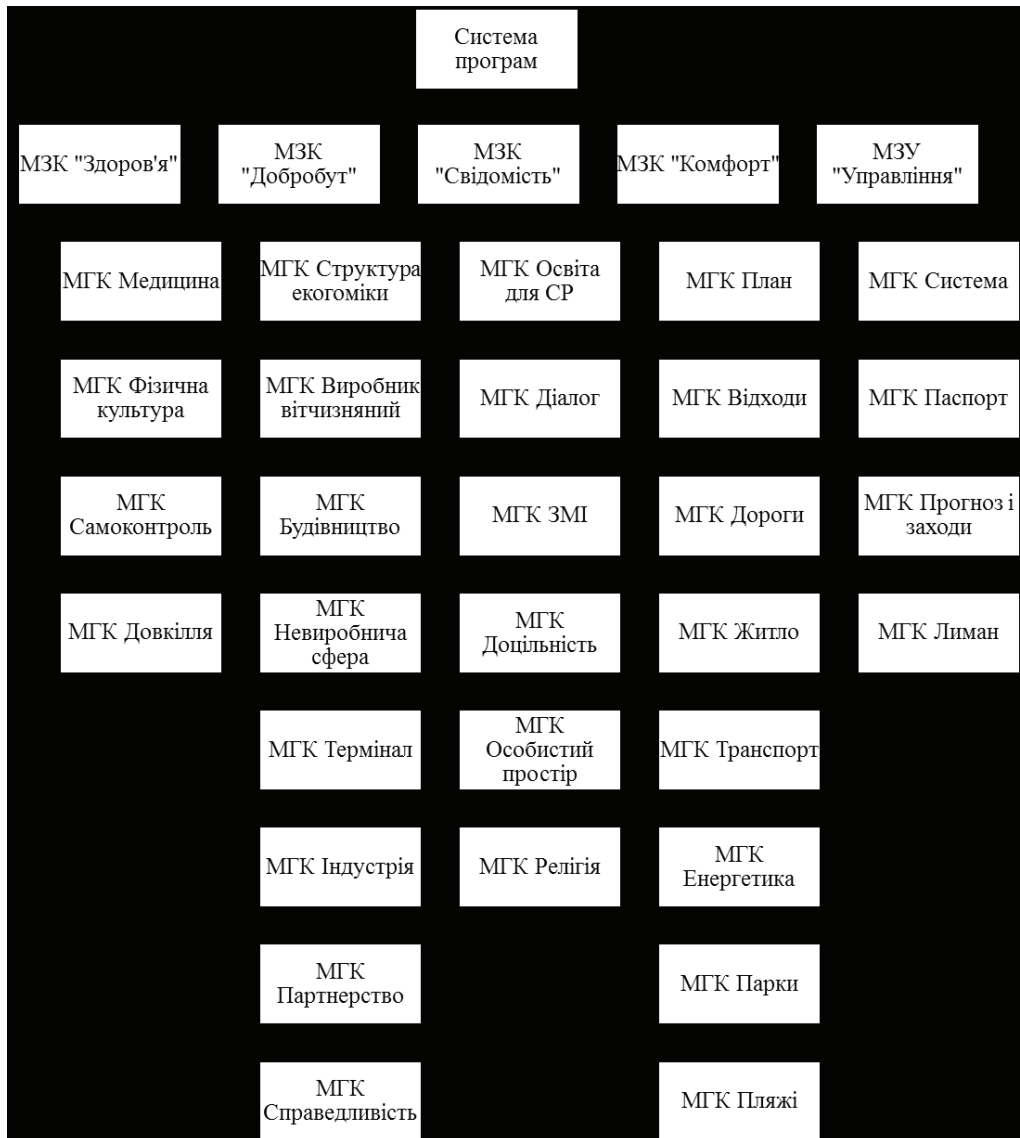 Система
програм
МЗК "Здоров'я"
МЗК
"Добробут"
МЗК
"Свідомість"
МЗК "Комфорт"
МЗУ
"Управління"
МГК Медицина
МГК Структура
екогоміки
МГК Освіта
для СР
МГК План
МГК Система
МГК Фізична
культура
МГК Виробник
вітчизняний
МГК Діалог
МГК Відходи
МГК Паспорт
МГК
Самоконтроль
МГК
Будівництво
МГК ЗМІ
МГК Дороги
МГК Прогноз і
заходи
МГК Довкілля
МГК
Невиробнича
сфера
МГК
Доцільність
МГК Житло
МГК Лиман
МГК Термінал
МГК
Особистий
простір
МГК Транспорт
МГК Індустрія
МГК Релігія
МГК
Енергетика
МГК
Партнерство
МГК Парки
МГК
Справедливість
МГК Пляжі